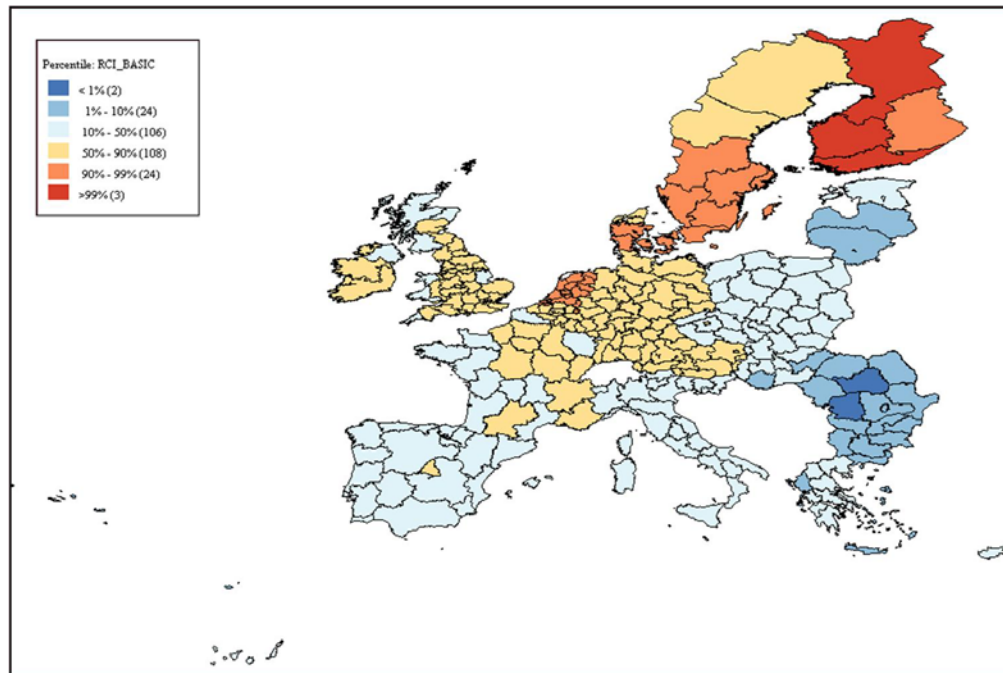 Percentile: RCI_BASIC
< 1% (2)
1% - 10% (24)
10% - 50% (106)
50% - 90% (108)
90% - 99% (24)
>99% (3)